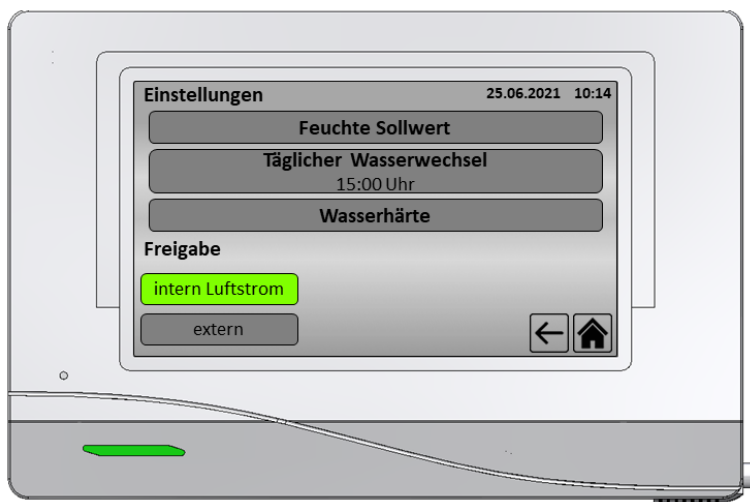 Einstellungen 25.06.2021 10:14
Feuchte Sollwert
Täglicher Wasserwechsel
15:00 Uhr
Wasserhärte
Freigabe
intern Luftstrom
extern